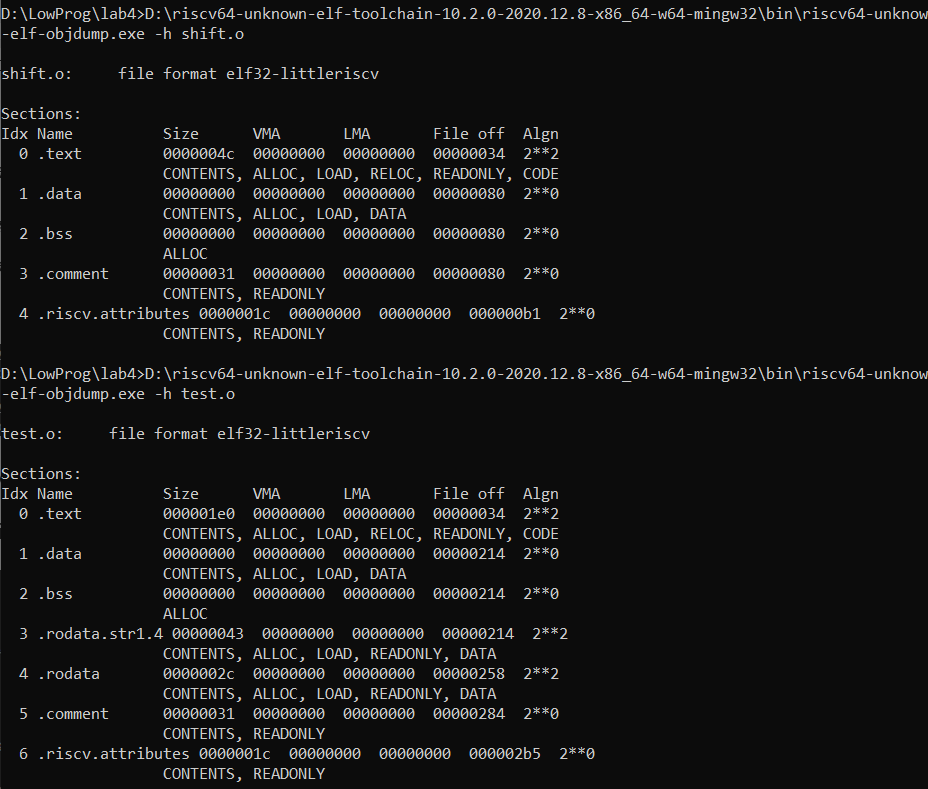 D:\LowProg\lab4>D:\riscv64-unknown-elf-toolchain-10.2.0-2020.12.8-x86_64-w64-mingw32\bin\riscv64-unknow
-elf-objdump.exe -h shift.o
shift.o:     file format elf32-littleriscv
Sections:
Idx Name          Size      VMA       LMA       File off  Algn
  0 .text         0000004c  00000000  00000000  00000034  2**2
                  CONTENTS, ALLOC, LOAD, RELOC, READONLY, CODE
  1 .data         00000000  00000000  00000000  00000080  2**0
                  CONTENTS, ALLOC, LOAD, DATA
  2 .bss          00000000  00000000  00000000  00000080  2**0
                  ALLOC
  3 .comment      00000031  00000000  00000000  00000080  2**0
                  CONTENTS, READONLY
  4 .riscv.attributes 0000001c  00000000  00000000  000000b1  2**0
                  CONTENTS, READONLY
D:\LowProg\lab4>D:\riscv64-unknown-elf-toolchain-10.2.0-2020.12.8-x86_64-w64-mingw32\bin\riscv64-unknow
-elf-objdump.exe -h test.o
test.o:     file format elf32-littleriscv
Sections:
Idx Name          Size      VMA       LMA       File off  Algn
  0 .text         000001e0  00000000  00000000  00000034  2**2
                  CONTENTS, ALLOC, LOAD, RELOC, READONLY, CODE
  1 .data         00000000  00000000  00000000  00000214  2**0
                  CONTENTS, ALLOC, LOAD, DATA
  2 .bss          00000000  00000000  00000000  00000214  2**0
                  ALLOC
  3 .rodata.str1.4 00000043  00000000  00000000  00000214  2**2
                  CONTENTS, ALLOC, LOAD, READONLY, DATA
  4 .rodata       0000002c  00000000  00000000  00000258  2**2
                  CONTENTS, ALLOC, LOAD, READONLY, DATA
  5 .comment      00000031  00000000  00000000  00000284  2**0
                  CONTENTS, READONLY
  6 .riscv.attributes 0000001c  00000000  00000000  000002b5  2**0
                  CONTENTS, READONLY